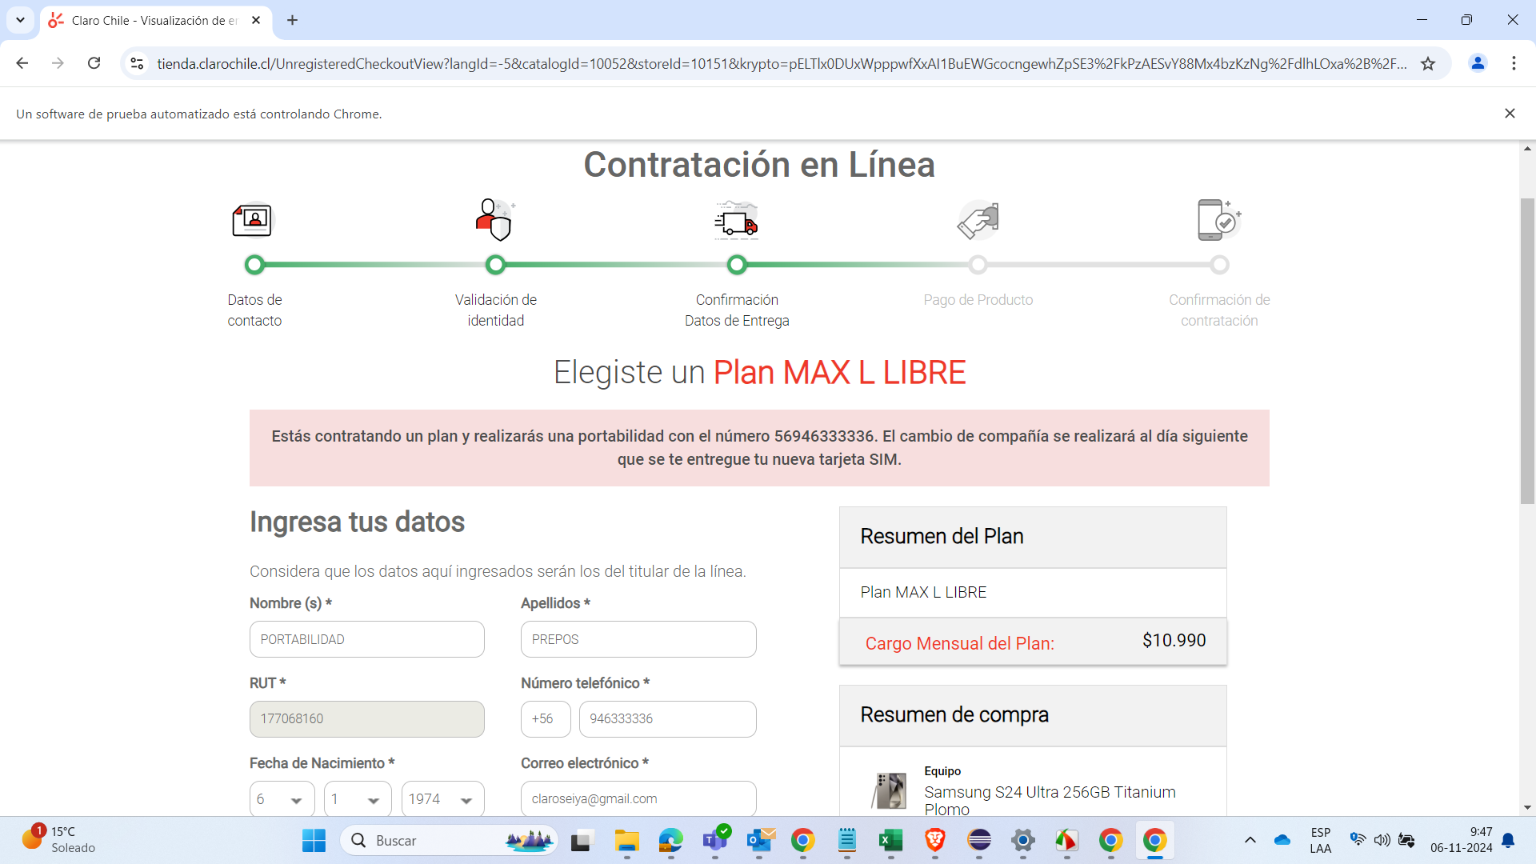 Claro Chile - Visualización de e
tienda.clarochile.cl/UnregisteredCheckoutView?langId=-5&catalogId=10052&storeId=10151&krypto=pELTlx0DUxWpppwfXxAI1BuEWGcocngewhZpSE3%2FkPzAESvY88Mx4bzKzNg%2FdlhLOxa%2B%2F...
Un software de prueba automatizado está controlando Chrome.
Contratación en Línea
Datos de
contacto
Validación de
identidad
Confirmación
Datos de Entrega
Pago de Producto
Confirmación de
contratación
Elegiste un Plan MAX L LIBRE
Estás contratando un plan y realizarás una portabilidad con el número 56946333336. El cambio de compañía se realizará al día siguiente
que se te entregue tu nueva tarjeta SIM.
Ingresa tus datos
Considera que los datos aquí ingresados serán los del titular de la línea.
Nombre (s) * Apellidos *
PORTABILIDAD PREPOS
RUT * Número telefónico *
177068160 +56 946333336
Fecha de Nacimiento * Correo electrónico *
6 1 1974 claroseiya@gmail.com
Resumen del Plan
Plan MAX L LIBRE
Cargo Mensual del Plan: $10.990
Resumen de compra
Equipo
Samsung S24 Ultra 256GB Titanium
Plomo
1
15°C
Soleado
Buscar
ESP
LAA
9:47
06-11-2024